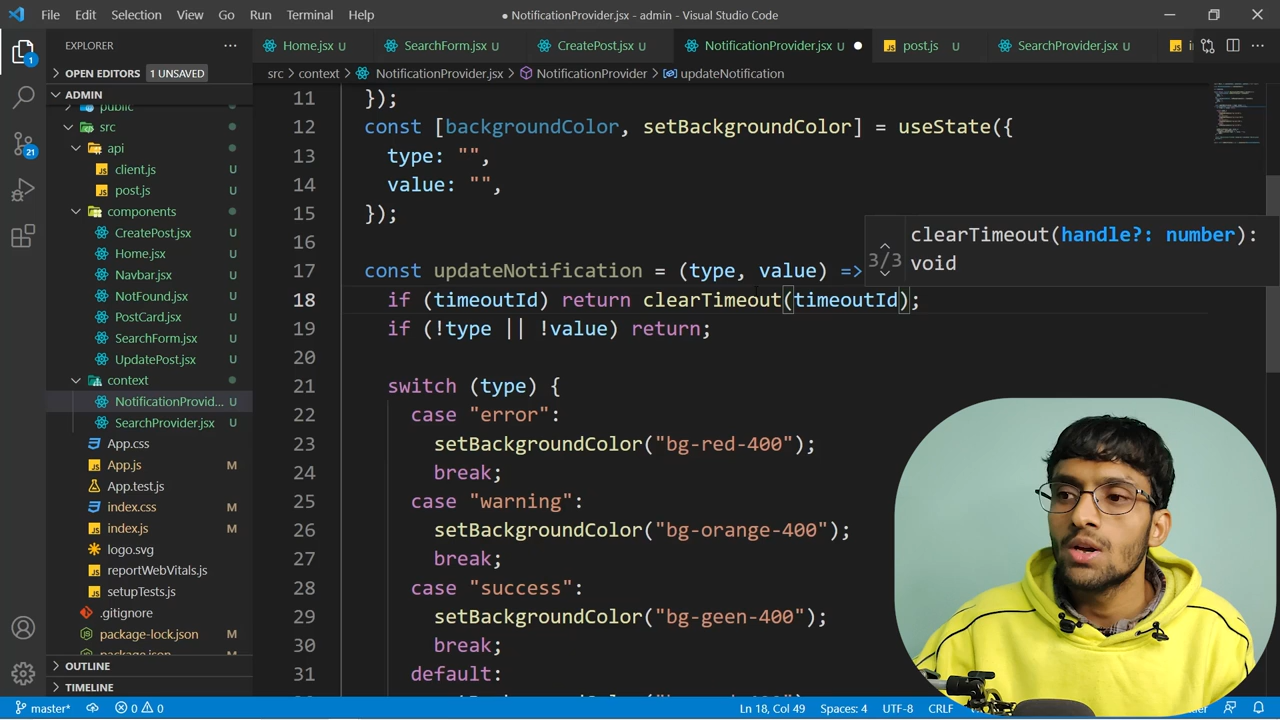 File Edit Selection View Go Run Terminal Help
● NotificationProvider.jsx - admin - Visual Studio Code
EXPLORER
Home.jsx U
SearchForm.jsx U
CreatePost.jsx U
NotificationProvider.jsx U
post.js U
SearchProvider.jsx U
src > context > NotificationProvider.jsx > NotificationProvider > updateNotification
OPEN EDITORS 1 UNSAVED
ADMIN
public
src
api
client.js U
post.js U
components
CreatePost.jsx U
Home.jsx U
Navbar.jsx U
NotFound.jsx U
PostCard.jsx U
SearchForm.jsx U
UpdatePost.jsx U
context
NotificationProvid... U
SearchProvider.jsx U
App.css
App.js M
App.test.js
index.css M
index.js M
logo.svg
reportWebVitals.js
setupTests.js
.gitignore
package-lock.json M
OUTLINE
TIMELINE
1
21
11 });
12 const [backgroundColor, setBackgroundColor] = useState({
13 type: "",
14 value: "",
15 });
16
17 const updateNotification = (type, value) =>
18 if (timeoutId) return clearTimeout(timeoutId);
19 if (!type || !value) return;
20
21 switch (type) {
22 case "error":
23 setBackgroundColor("bg-red-400");
24 break;
25 case "warning":
26 setBackgroundColor("bg-orange-400");
27 break;
28 case "success":
29 setBackgroundColor("bg-geen-400");
30 break;
31 default:
3/3
clearTimeout(handle?: number):
void
master* 0 0
Ln 18, Col 49 Spaces: 4 UTF-8 CRLF